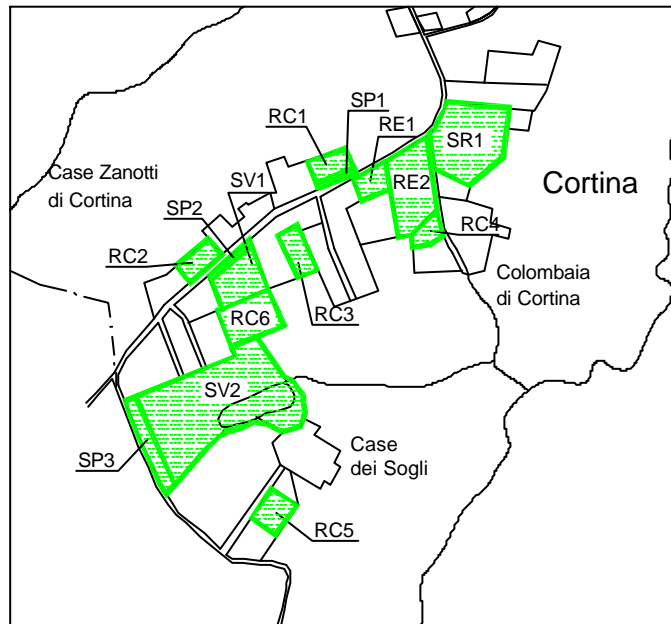 SP1
RC1
RE1
SR1
Case Zanotti
di Cortina
SV1
RE2
Cortina
SP2
RC4
RC2
Colombaia
di Cortina
RC3
RC6
SV2
Case
dei Sogli
SP3
RC5